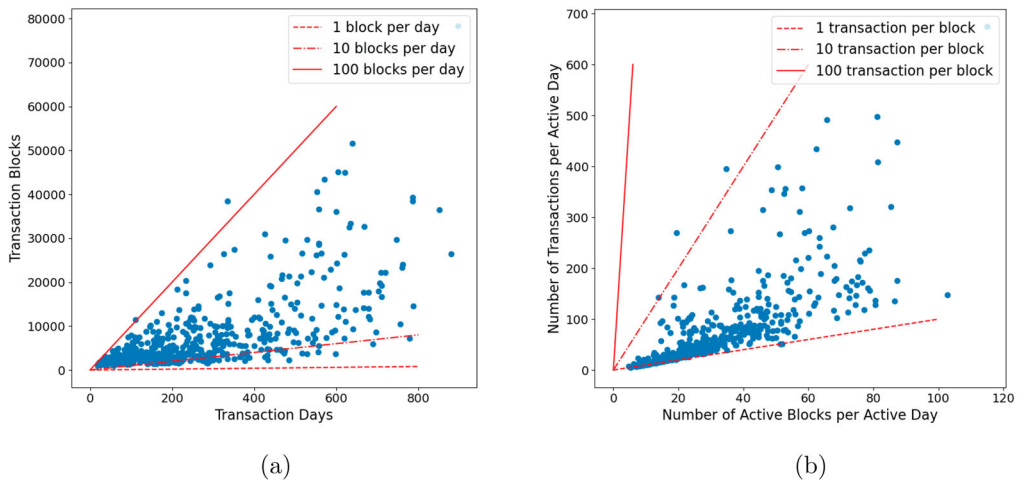 80000
70000
60000
50000
40000
30000
20000
10000
0
Transaction Blocks
1 block per day
10 blocks per day
100 blocks per day
0
200
400
600
800
Transaction Days
(a)
700
600
500
400
300
200
100
0
Number of Transactions per Active Day
1 transaction per block
10 transaction per block
100 transaction per block
0
20
40
60
80
100
120
Number of Active Blocks per Active Day
(b)